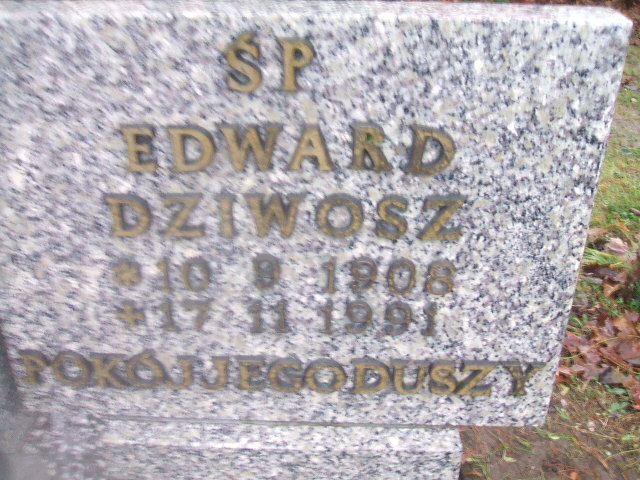 ŚP
EDWARD
DZIWOSZ
*10 9 1908
+17 11 1991
POKÓJ JEGO DUSZY